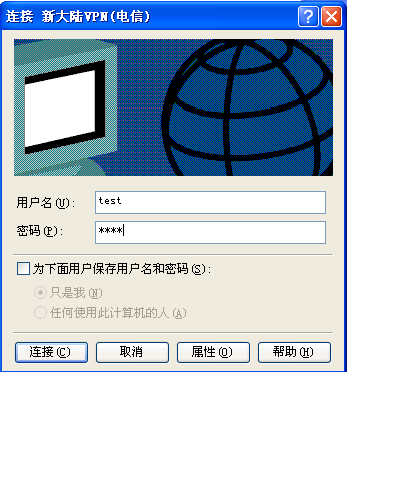 连接 新大陆VPN(电信)
用户名(U): test
密码(P): ****
为下面用户保存用户名和密码(S):
只是我(N)
任何使用此计算机的人(A)
连接(C) 取消 属性(O) 帮助(H)